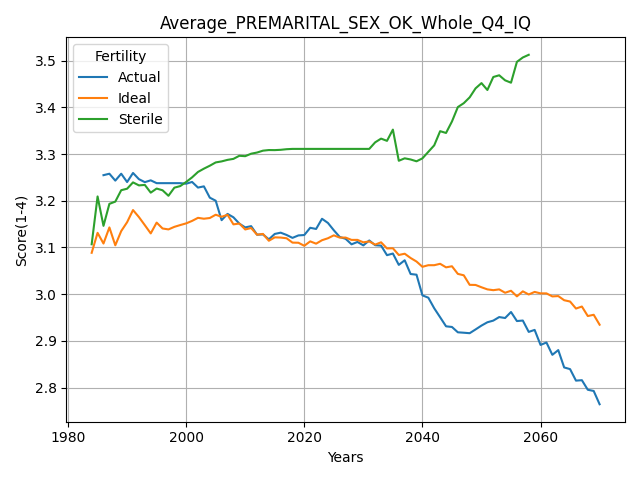 Average_PREMARITAL_SEX_OK_Whole_Q4_IQ
Fertility
Actual
Ideal
Sterile
Score(1-4)
3.5
3.4
3.3
3.2
3.1
3.0
2.9
2.8
1980
2000
2020
2040
2060
Years